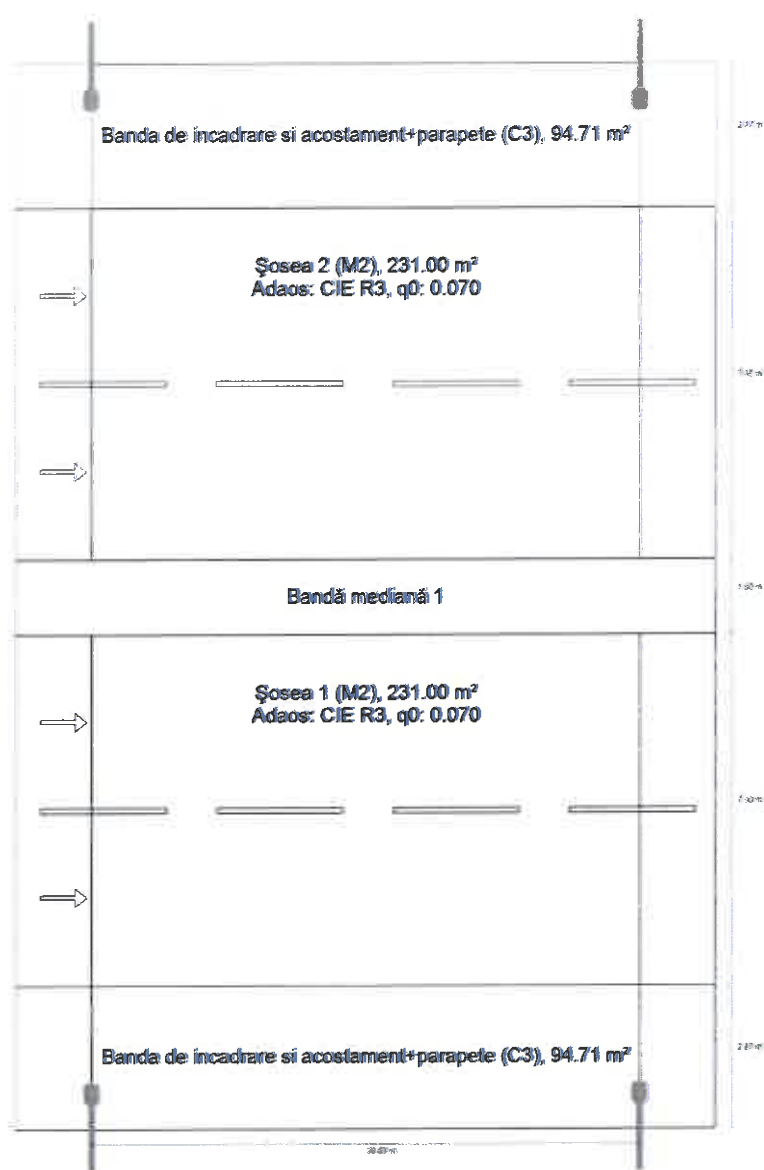 Banda de incadrare si acostament+parapete (C3), 94.71 m²
Şosea 2 (M2), 231.00 m²
Adaos: CIE R3, q0: 0.070
Bandă mediană 1
Şosea 1 (M2), 231.00 m²
Adaos: CIE R3, q0: 0.070
Banda de incadrare si acostament+parapete (C3), 94.71 m²